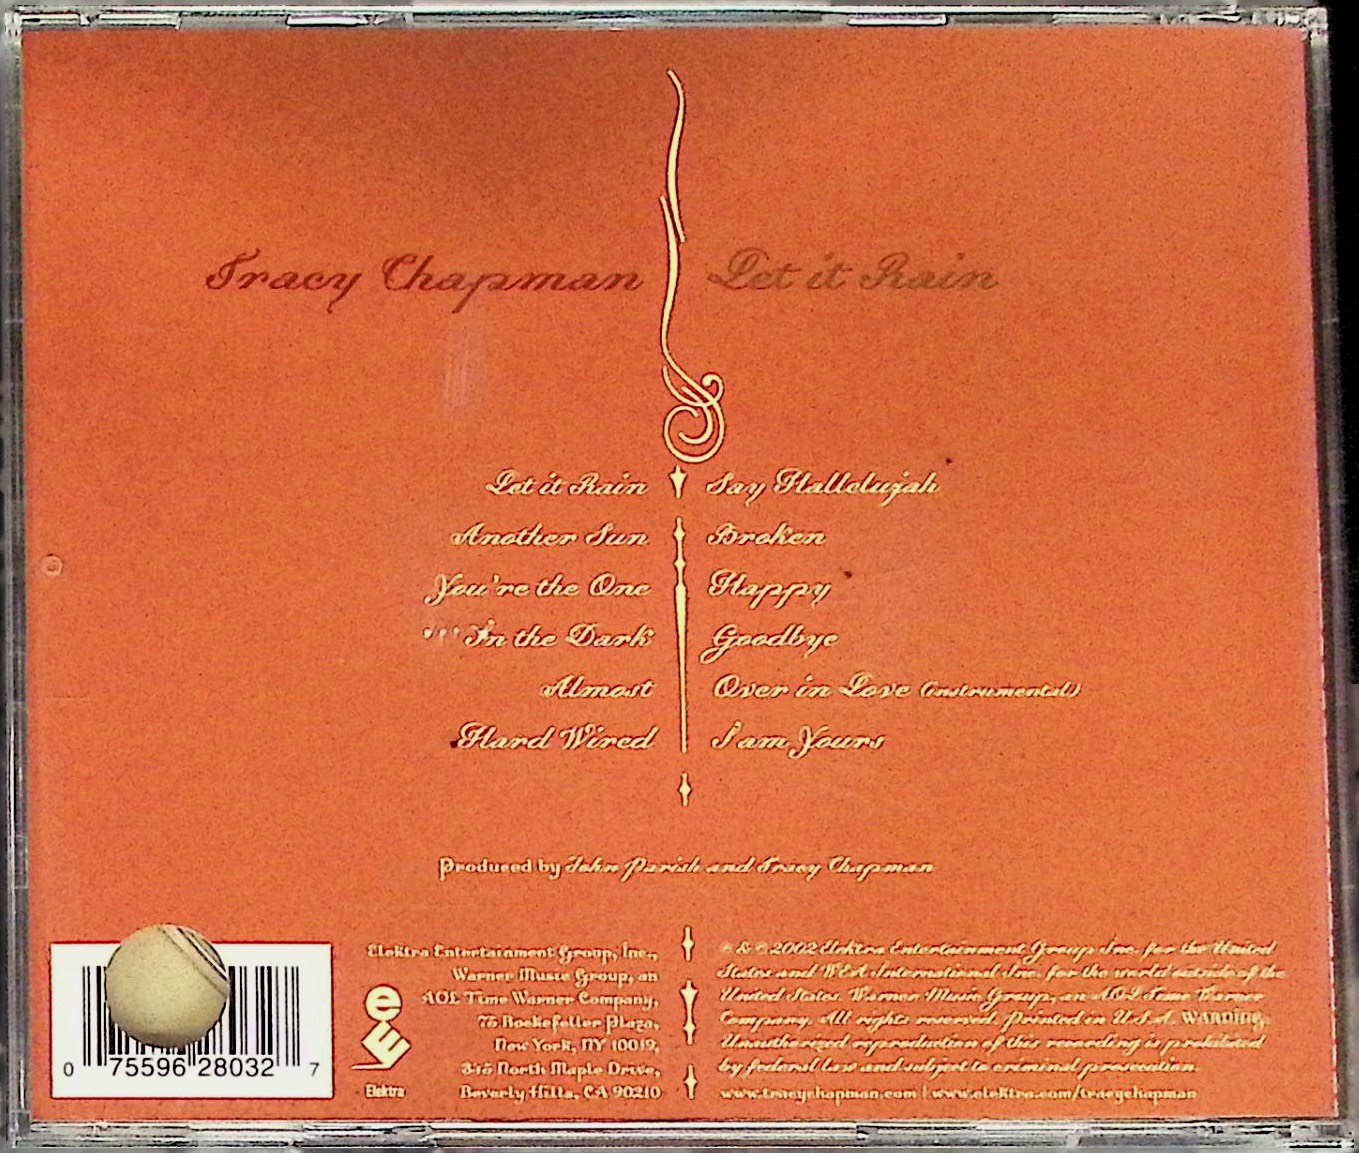 Tracy Chapman Let it Rain
Let it Rain
Another Sun
You're the One
In the Dark
Almost
Hard Wired
Say Hallelujah
Broken
Happy
Goodbye
Over in Love (instrumental)
I am Yours
Produced by John Parish and Tracy Chapman
0 75596 28032 7
e
Elektra
Elektra Entertainment Group, Inc.,
Warner Music Group, an
AOL Time Warner Company,
75 Rockefeller Plaza,
New York, NY 10019,
345 North Maple Drive,
Beverly Hills, CA 90210
℗ & © 2002 Elektra Entertainment Group Inc. for the United
States and WEA International Inc. for the world outside of the
United States. Warner Music Group, an AOL Time Warner
Company. All rights reserved. Printed in U.S.A. WARNING,
Unauthorized reproduction of this recording is prohibited
by federal law and subject to criminal prosecution.
www.tracychapman.com | www.elektra.com/tracychapman